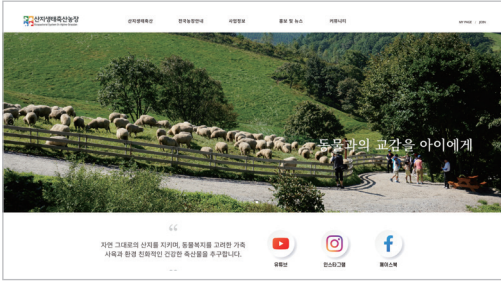 산지생태축산농장
산지생태축산
전국농장안내
사업정보
홍보 및 뉴스
커뮤니티
동물과의 교감을 아이에게
자연 그대로의 산지를 지키며, 동물복지를 고려한 가축
사육과 환경 친화적인 건강한 축산물을 추구합니다.
유튜브
인스타그램
페이스북